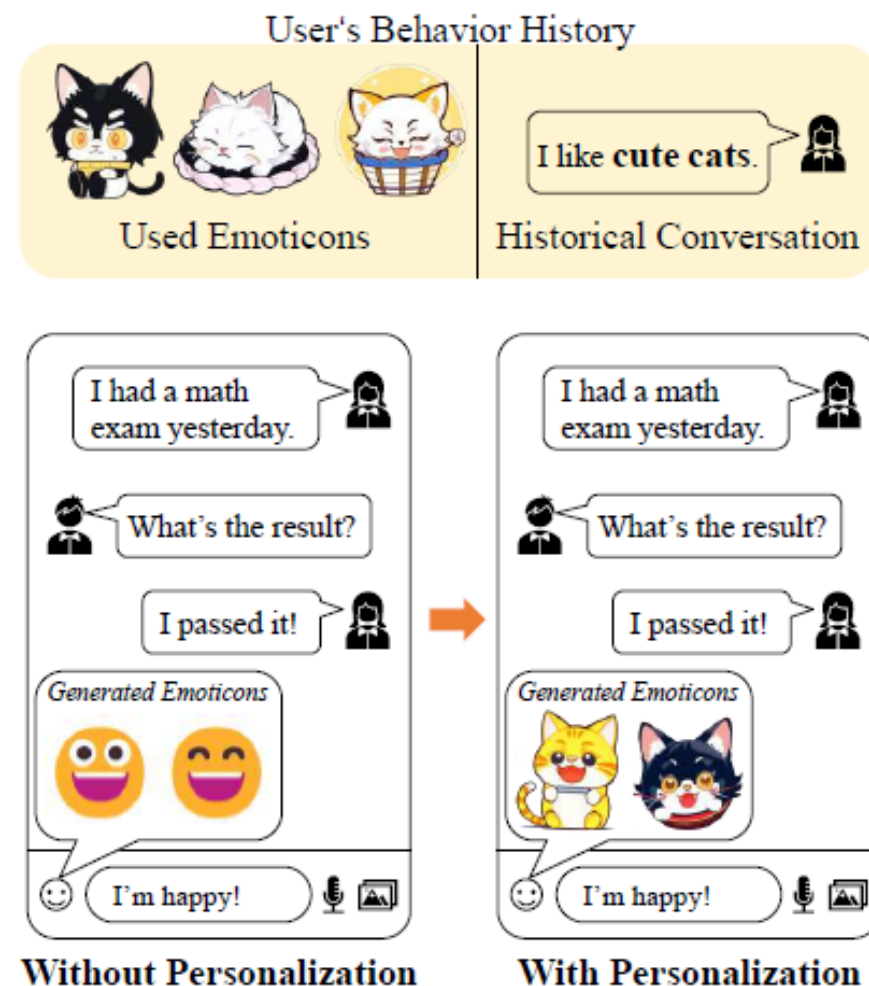 User's Behavior History
I like cute cats.
Used Emoticons
Historical Conversation
I had a math
exam yesterday.
What's the result?
I passed it!
Generated Emoticons
I'm happy!
Without Personalization
I had a math
exam yesterday.
What's the result?
I passed it!
Generated Emoticons
I'm happy!
With Personalization